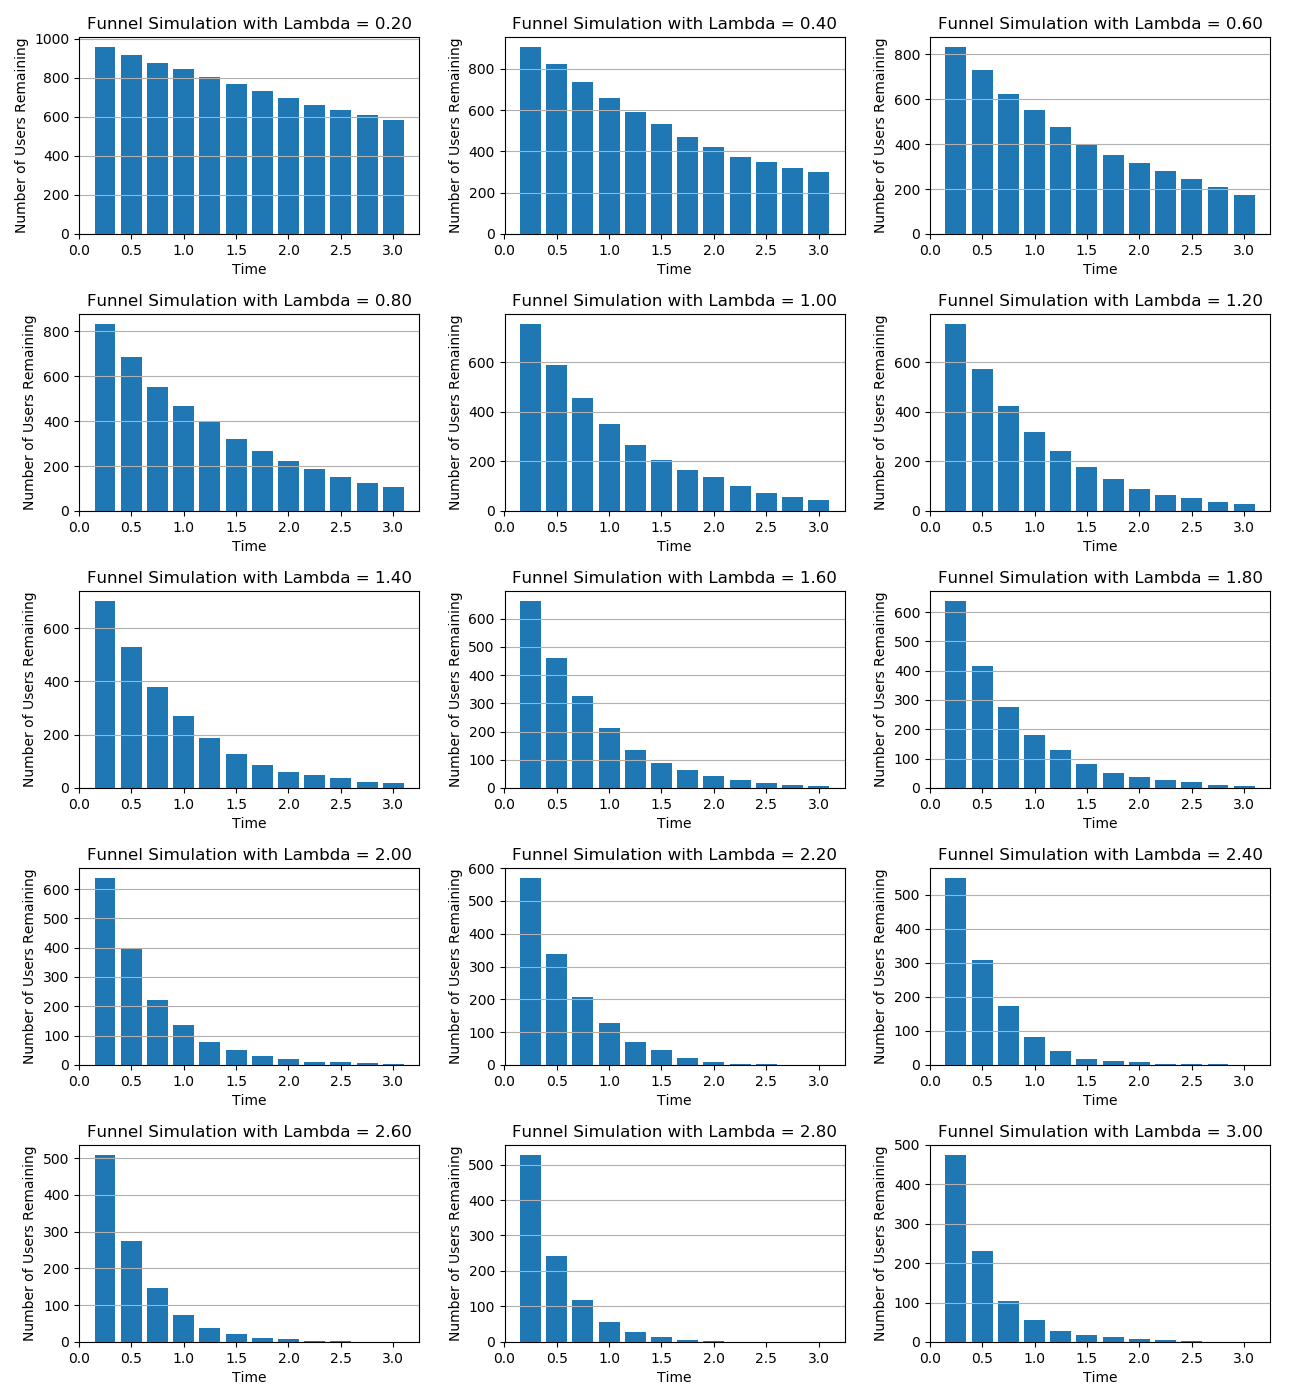 Funnel Simulation with Lambda = 0.20
Number of Users Remaining
1000
800
600
400
200
0
0.0 0.5 1.0 1.5 2.0 2.5 3.0
Time
Funnel Simulation with Lambda = 0.40
Number of Users Remaining
800
600
400
200
0
0.0 0.5 1.0 1.5 2.0 2.5 3.0
Time
Funnel Simulation with Lambda = 0.60
Number of Users Remaining
800
600
400
200
0
0.0 0.5 1.0 1.5 2.0 2.5 3.0
Time
Funnel Simulation with Lambda = 0.80
Number of Users Remaining
800
600
400
200
0
0.0 0.5 1.0 1.5 2.0 2.5 3.0
Time
Funnel Simulation with Lambda = 1.00
Number of Users Remaining
600
400
200
0
0.0 0.5 1.0 1.5 2.0 2.5 3.0
Time
Funnel Simulation with Lambda = 1.20
Number of Users Remaining
600
400
200
0
0.0 0.5 1.0 1.5 2.0 2.5 3.0
Time
Funnel Simulation with Lambda = 1.40
Number of Users Remaining
600
400
200
0
0.0 0.5 1.0 1.5 2.0 2.5 3.0
Time
Funnel Simulation with Lambda = 1.60
Number of Users Remaining
600
500
400
300
200
100
0
0.0 0.5 1.0 1.5 2.0 2.5 3.0
Time
Funnel Simulation with Lambda = 1.80
Number of Users Remaining
600
500
400
300
200
100
0
0.0 0.5 1.0 1.5 2.0 2.5 3.0
Time
Funnel Simulation with Lambda = 2.00
Number of Users Remaining
600
500
400
300
200
100
0
0.0 0.5 1.0 1.5 2.0 2.5 3.0
Time
Funnel Simulation with Lambda = 2.20
Number of Users Remaining
600
500
400
300
200
100
0
0.0 0.5 1.0 1.5 2.0 2.5 3.0
Time
Funnel Simulation with Lambda = 2.40
Number of Users Remaining
500
400
300
200
100
0
0.0 0.5 1.0 1.5 2.0 2.5 3.0
Time
Funnel Simulation with Lambda = 2.60
Number of Users Remaining
500
400
300
200
100
0
0.0 0.5 1.0 1.5 2.0 2.5 3.0
Time
Funnel Simulation with Lambda = 2.80
Number of Users Remaining
500
400
300
200
100
0
0.0 0.5 1.0 1.5 2.0 2.5 3.0
Time
Funnel Simulation with Lambda = 3.00
Number of Users Remaining
500
400
300
200
100
0
0.0 0.5 1.0 1.5 2.0 2.5 3.0
Time